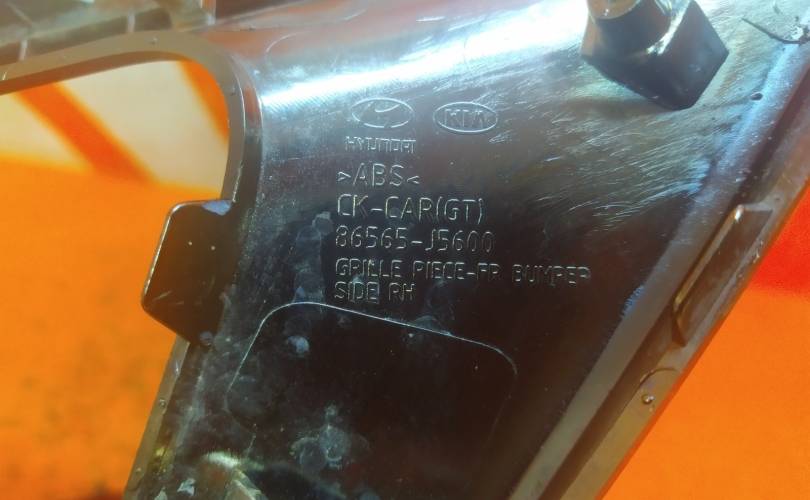 KIA
HYUNDAI
>ABS<
CK-CAR(GT)
86565-J5600
GRILLE PIECE-FR BUMPER
SIDE RH